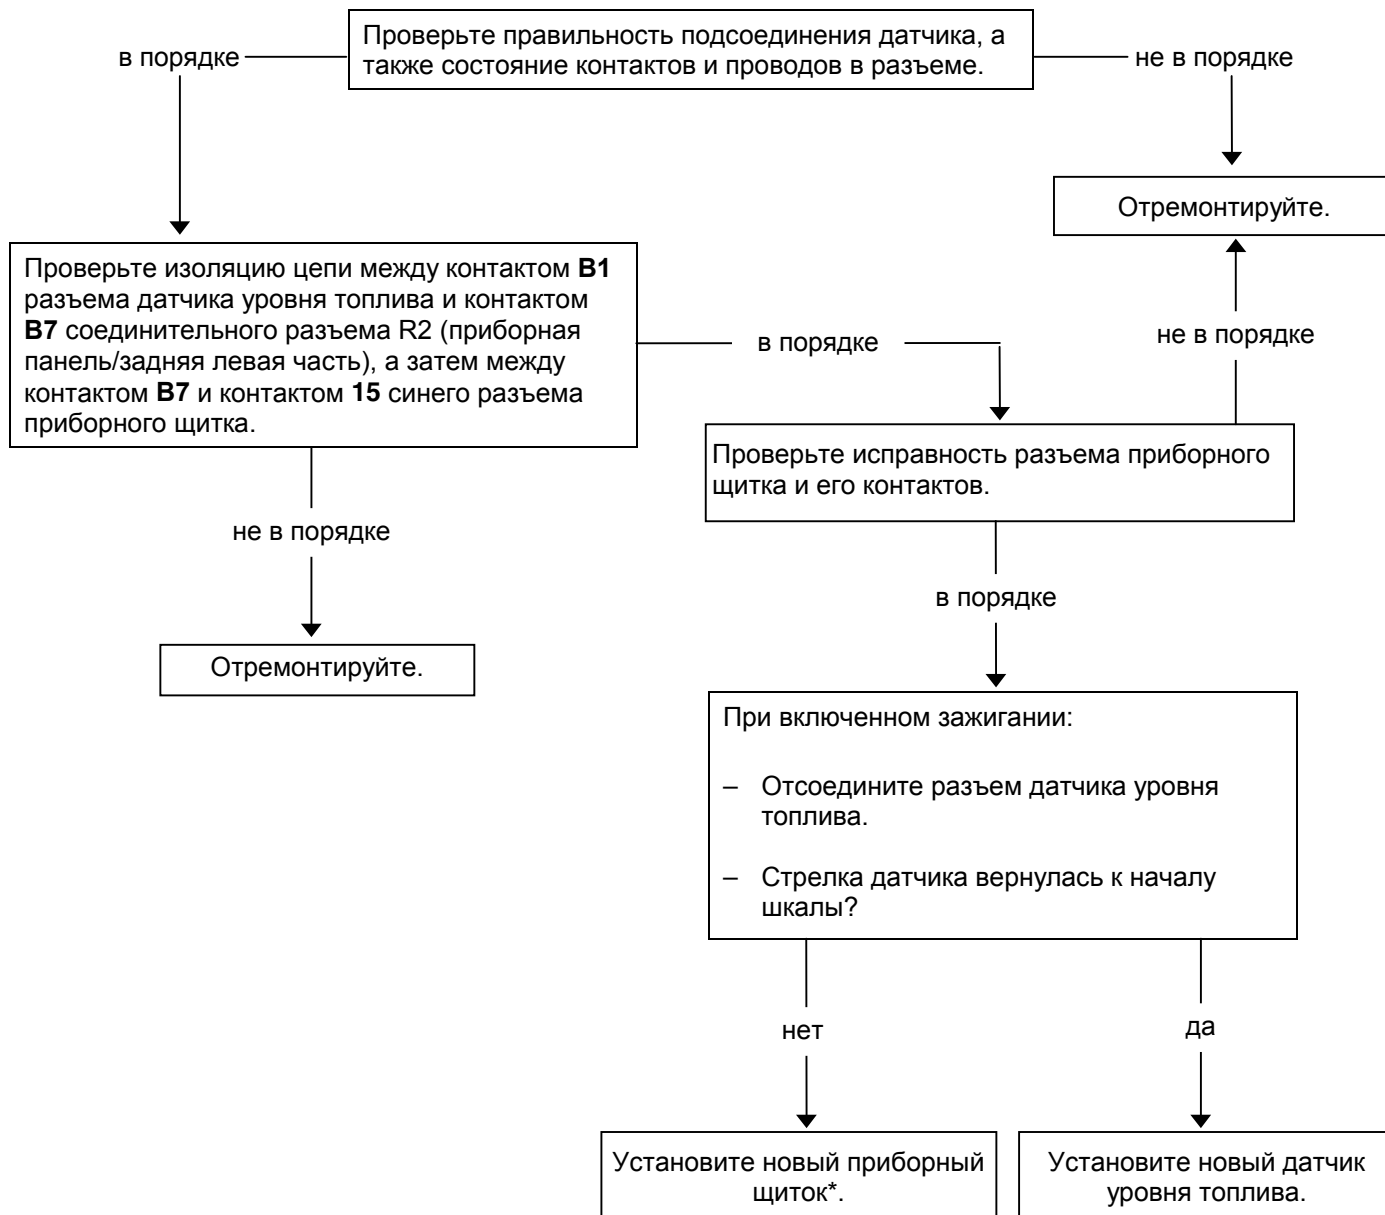 Проверьте правильность подсоединения датчика, а
также состояние контактов и проводов в разъеме.
в порядке
не в порядке
Отремонтируйте.
Проверьте изоляцию цепи между контактом B1
разъема датчика уровня топлива и контактом
B7 соединительного разъема R2 (приборная
панель/задняя левая часть), а затем между
контактом B7 и контактом 15 синего разъема
приборного щитка.
в порядке
не в порядке
Проверьте исправность разъема приборного
щитка и его контактов.
не в порядке
в порядке
Отремонтируйте.
При включенном зажигании:
– Отсоедините разъем датчика уровня
топлива.
– Стрелка датчика вернулась к началу
шкалы?
нет
да
Установите новый приборный
щиток*.
Установите новый датчик
уровня топлива.